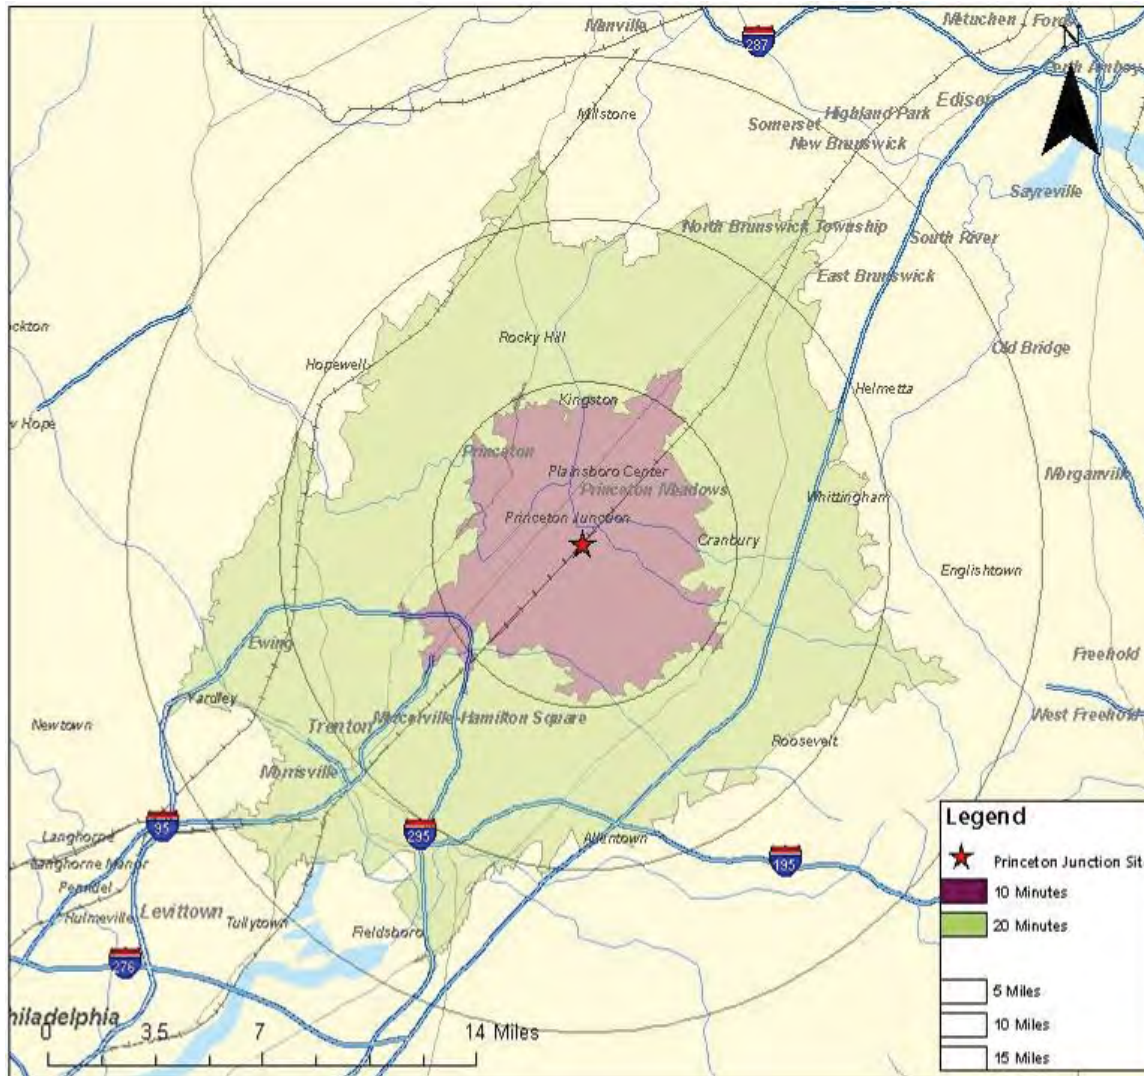 Manville
287
Metuchen
Fords
N
Perth Amboy
Edison
Millstone
Highland Park
Somerset
New Brunswick
Sayreville
North Brunswick Township
South River
East Brunswick
ockton
Rocky Hill
Old Bridge
Hopewell
Helmetta
Kingston
w Hope
Princeton
Plainsboro Center
Morganville
Princeton Meadows
Whittingham
Princeton Junction
Cranbury
Englishtown
Ewing
Freehold
Yardley
West Freehold
Newtown
Trenton
Mercerville-Hamilton Square
Roosevelt
Morrisville
95
295
Langhorne
Allentown
195
Langhorne Manor
Penndel
Hulmeville
Levittown
Tullytown
Fieldsboro
276
hiladelphia
0 3.5 7 14 Miles
Legend
Princeton Junction Sit
10 Minutes
20 Minutes
5 Miles
10 Miles
15 Miles